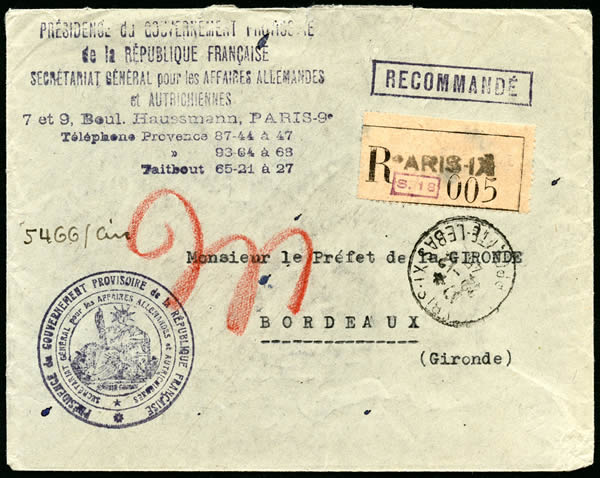 PRÉSIDENCE du GOUVERNEMENT PROVISOIRE
de la RÉPUBLIQUE FRANÇAISE
SECRÉTARIAT GÉNÉRAL pour les AFFAIRES ALLEMANDES
et AUTRICHIENNES
7 et 9, Boul. Haussmann, PARIS-9e
Téléphone Provence 87-44 à 47
» 93-64 à 68
Taitbout 65-21 à 27
RECOMMANDÉ
R PARIS-IX
S. 18 005
5466/
Monsieur le Préfet de la GIRONDE
BORDEAUX
(Gironde)
PRÉSIDENCE du GOUVERNEMENT PROVISOIRE de la RÉPUBLIQUE FRANÇAISE
SECRÉTARIAT GÉNÉRAL pour les AFFAIRES ALLEMANDES et AUTRICHIENNES